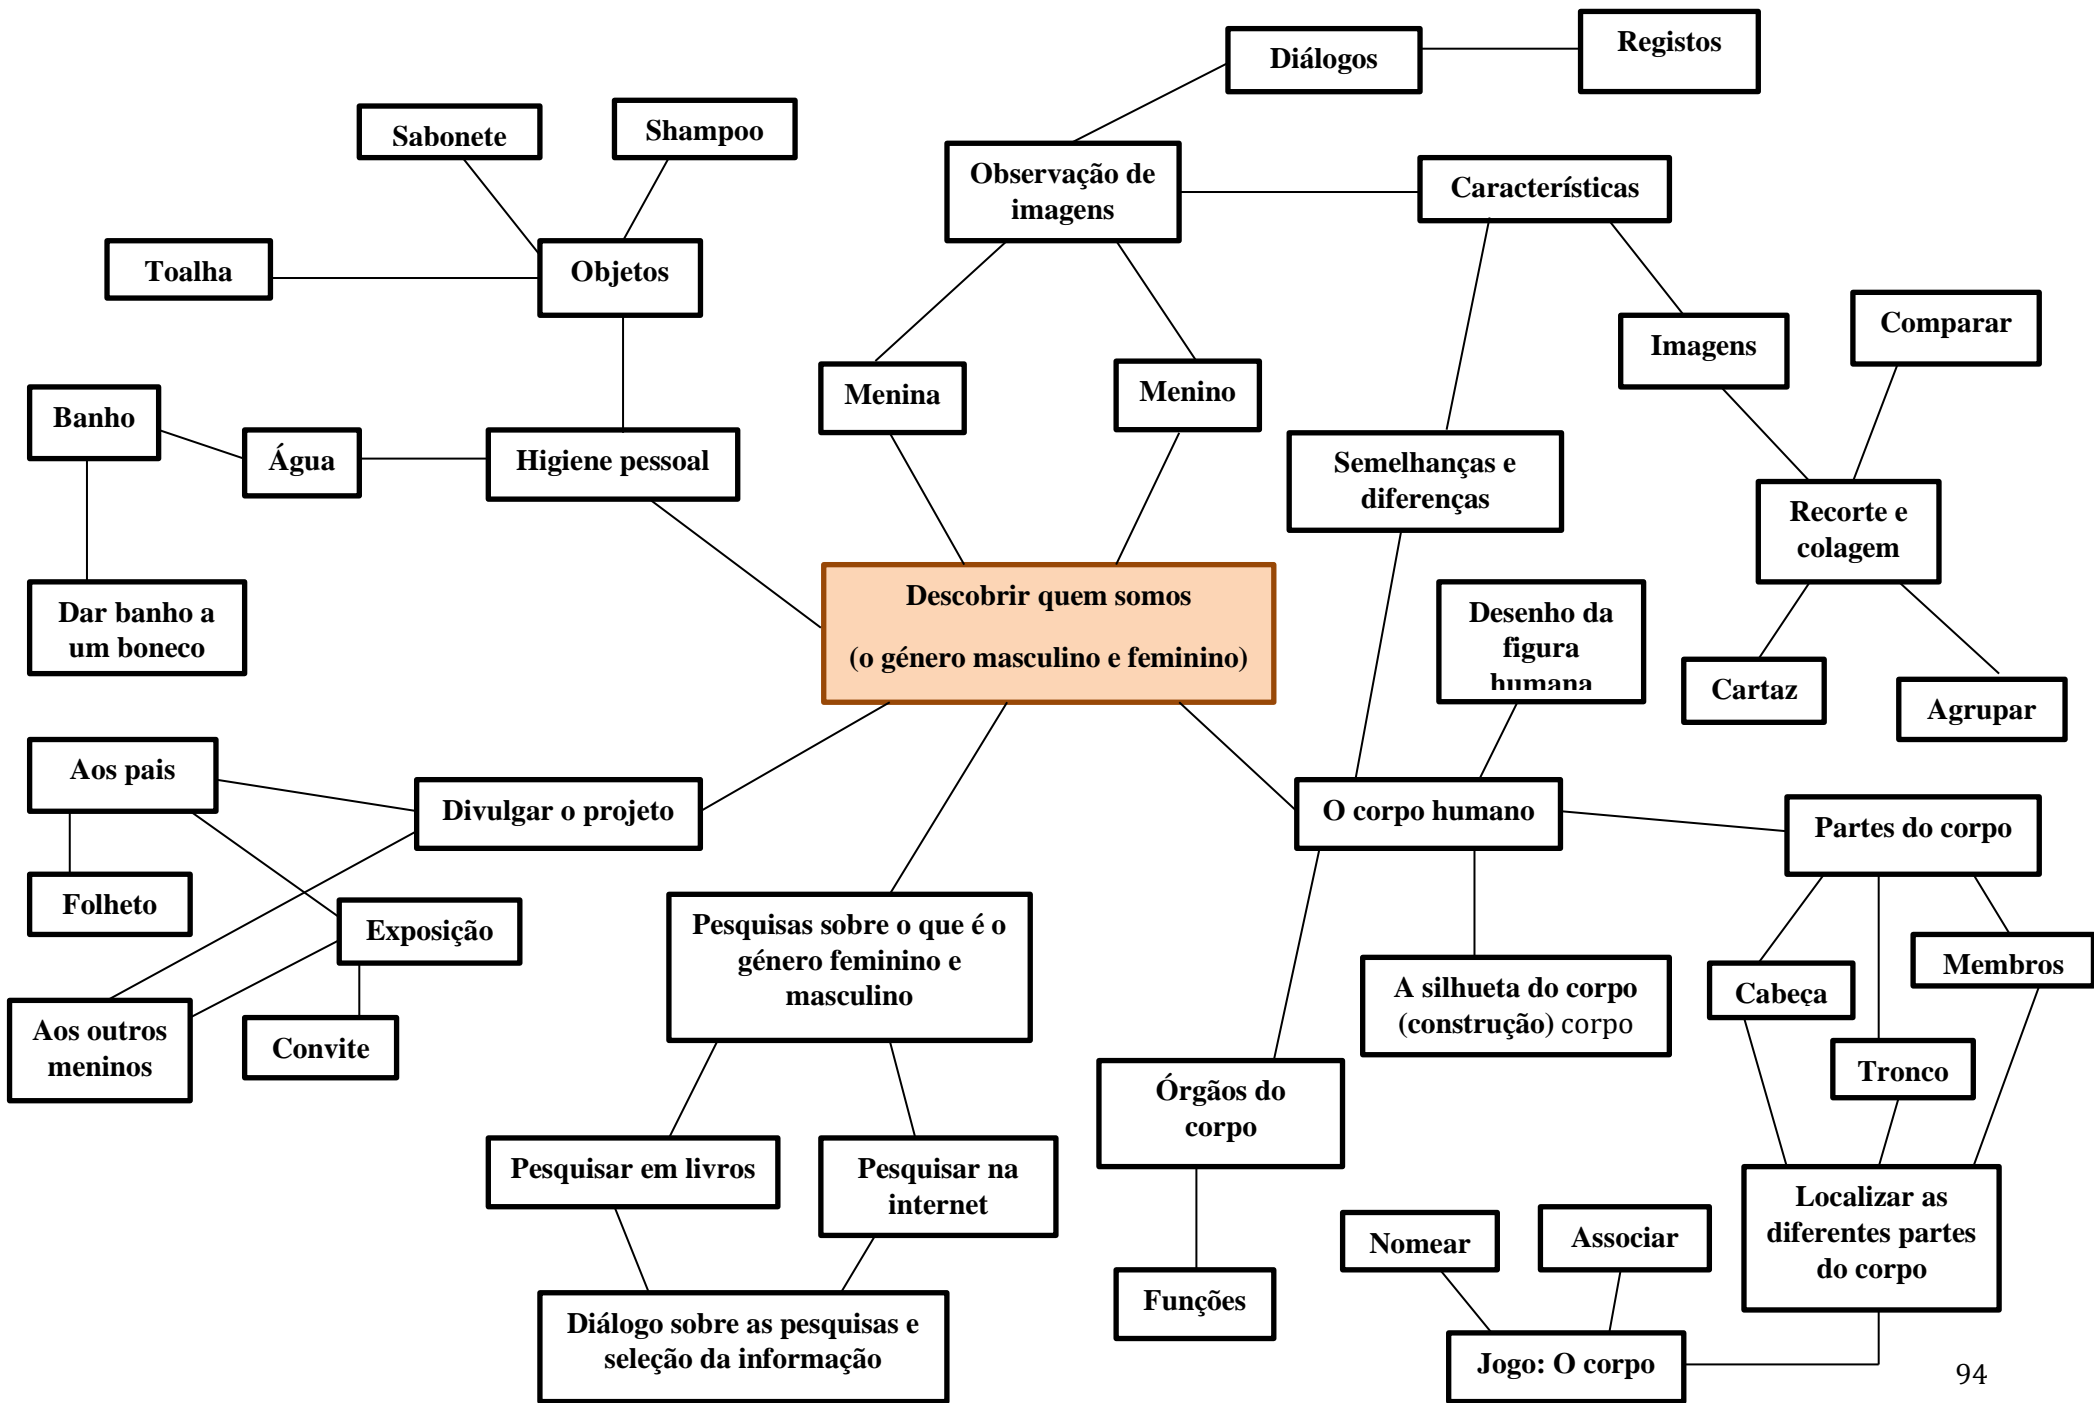 Diálogos
Registos
Sabonete
Shampoo
Observação de
imagens
Características
Toalha
Objetos
Comparar
Imagens
Menina
Menino
Banho
Água
Higiene pessoal
Semelhanças e
diferenças
Recorte e
colagem
Dar banho a
um boneco
Descobrir quem somos
(o género masculino e feminino)
Desenho da
figura
humana
Cartaz
Agrupar
Aos pais
Divulgar o projeto
O corpo humano
Partes do corpo
Folheto
Exposição
Pesquisas sobre o que é o
género feminino e
masculino
A silhueta do corpo
(construção) corpo
Cabeça
Membros
Aos outros
meninos
Convite
Tronco
Órgãos do
corpo
Pesquisar em livros
Pesquisar na
internet
Localizar as
diferentes partes
do corpo
Nomear
Associar
Funções
Diálogo sobre as pesquisas e
seleção da informação
Jogo: O corpo
94